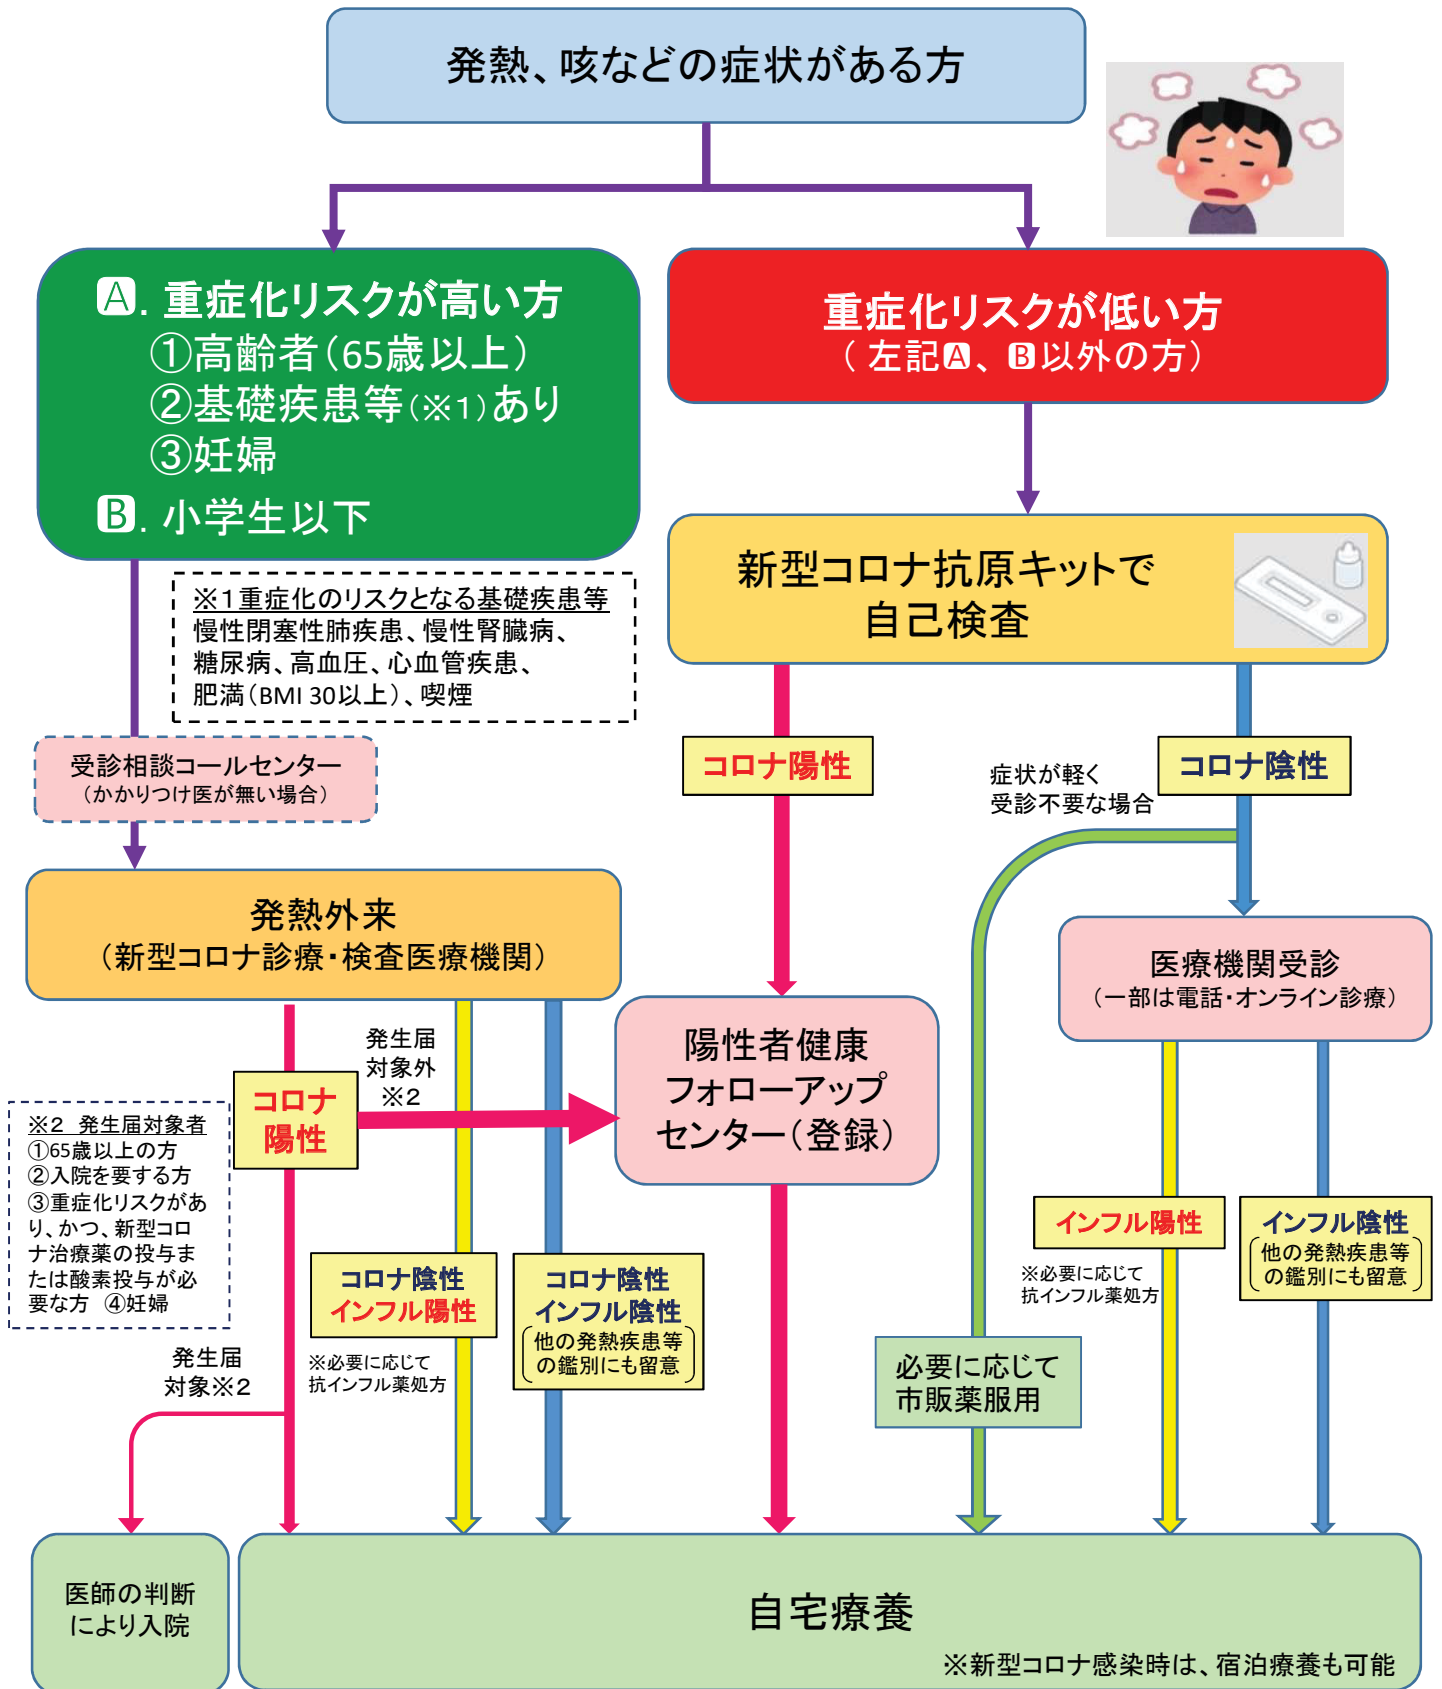 発熱、咳などの症状がある方
A. 重症化リスクが高い方
①高齢者（65歳以上）
②基礎疾患等（※１）あり
③妊婦
B. 小学生以下
重症化リスクが低い方
（ 左記A、B以外の方）
※１重症化のリスクとなる基礎疾患等
慢性閉塞性肺疾患、慢性腎臓病、
糖尿病、高血圧、心血管疾患、
肥満（BMI 30以上）、喫煙
新型コロナ抗原キットで
自己検査
受診相談コールセンター
（かかりつけ医が無い場合）
コロナ陽性
症状が軽く
受診不要な場合
コロナ陰性
発熱外来
（新型コロナ診療・検査医療機関）
医療機関受診
（一部は電話・オンライン診療）
発生届
対象外
※２
コロナ
陽性
陽性者健康
フォローアップ
センター（登録）
※２　発生届対象者
①65歳以上の方
②入院を要する方
③重症化リスクがあ
り、かつ、新型コロ
ナ治療薬の投与ま
たは酸素投与が必
要な方　④妊婦
コロナ陰性
インフル陽性
※必要に応じて
抗インフル薬処方
コロナ陰性
インフル陰性
他の発熱疾患等
の鑑別にも留意
インフル陽性
※必要に応じて
抗インフル薬処方
インフル陰性
他の発熱疾患等
の鑑別にも留意
発生届
対象※２
必要に応じて
市販薬服用
医師の判断
により入院
自宅療養
※新型コロナ感染時は、宿泊療養も可能